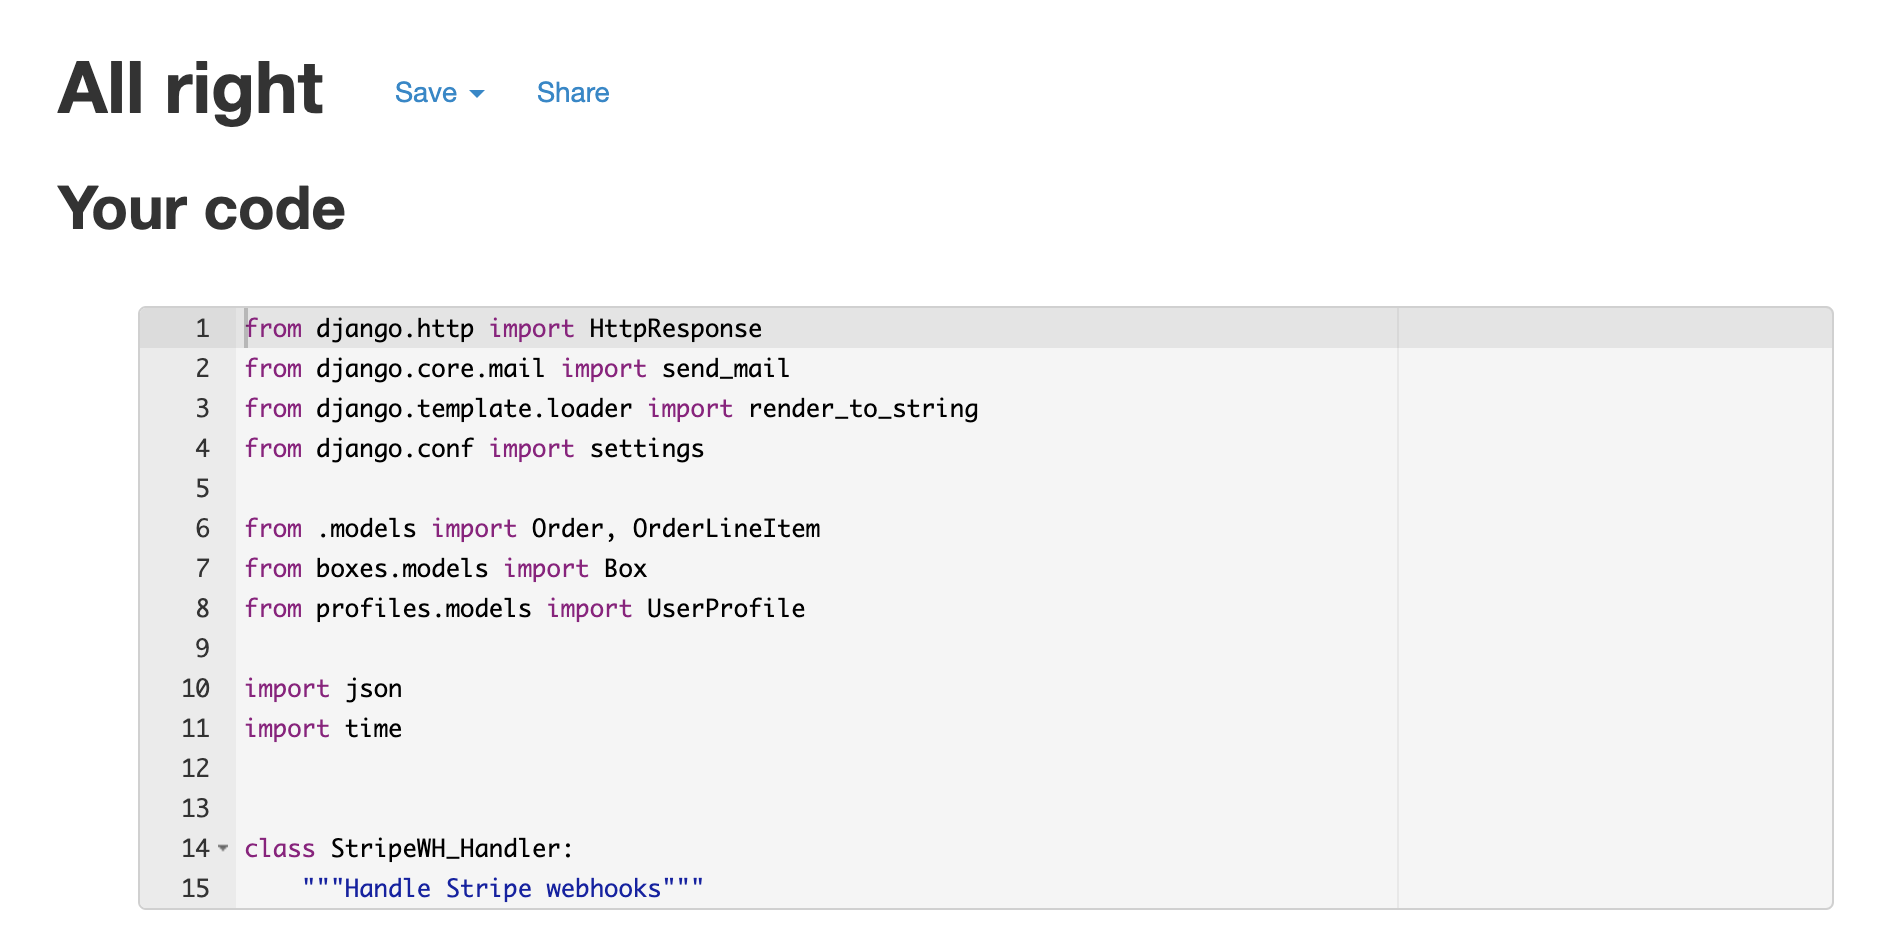 All right Save Share
Your code
1 from django.http import HttpResponse
2 from django.core.mail import send_mail
3 from django.template.loader import render_to_string
4 from django.conf import settings
5
6 from .models import Order, OrderLineItem
7 from boxes.models import Box
8 from profiles.models import UserProfile
9
10 import json
11 import time
12
13
14 class StripeWH_Handler:
15     """Handle Stripe webhooks"""